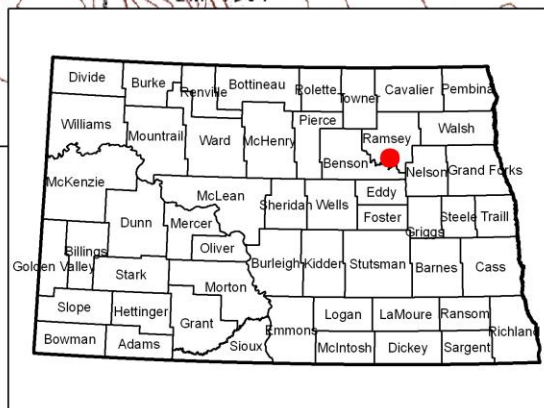 Divide
Burke
Renville
Bottineau
Rolette
Towner
Cavalier
Pembina
Williams
Mountrail
Ward
McHenry
Pierce
Ramsey
Walsh
Benson
Nelson
Grand Forks
McKenzie
McLean
Sheridan
Wells
Eddy
Foster
Griggs
Steele
Traill
Dunn
Mercer
Oliver
Billings
Golden Valley
Stark
Burleigh
Kidder
Stutsman
Barnes
Cass
Morton
Slope
Hettinger
Grant
Emmons
Logan
LaMoure
Ransom
Richland
Bowman
Adams
Sioux
McIntosh
Dickey
Sargent